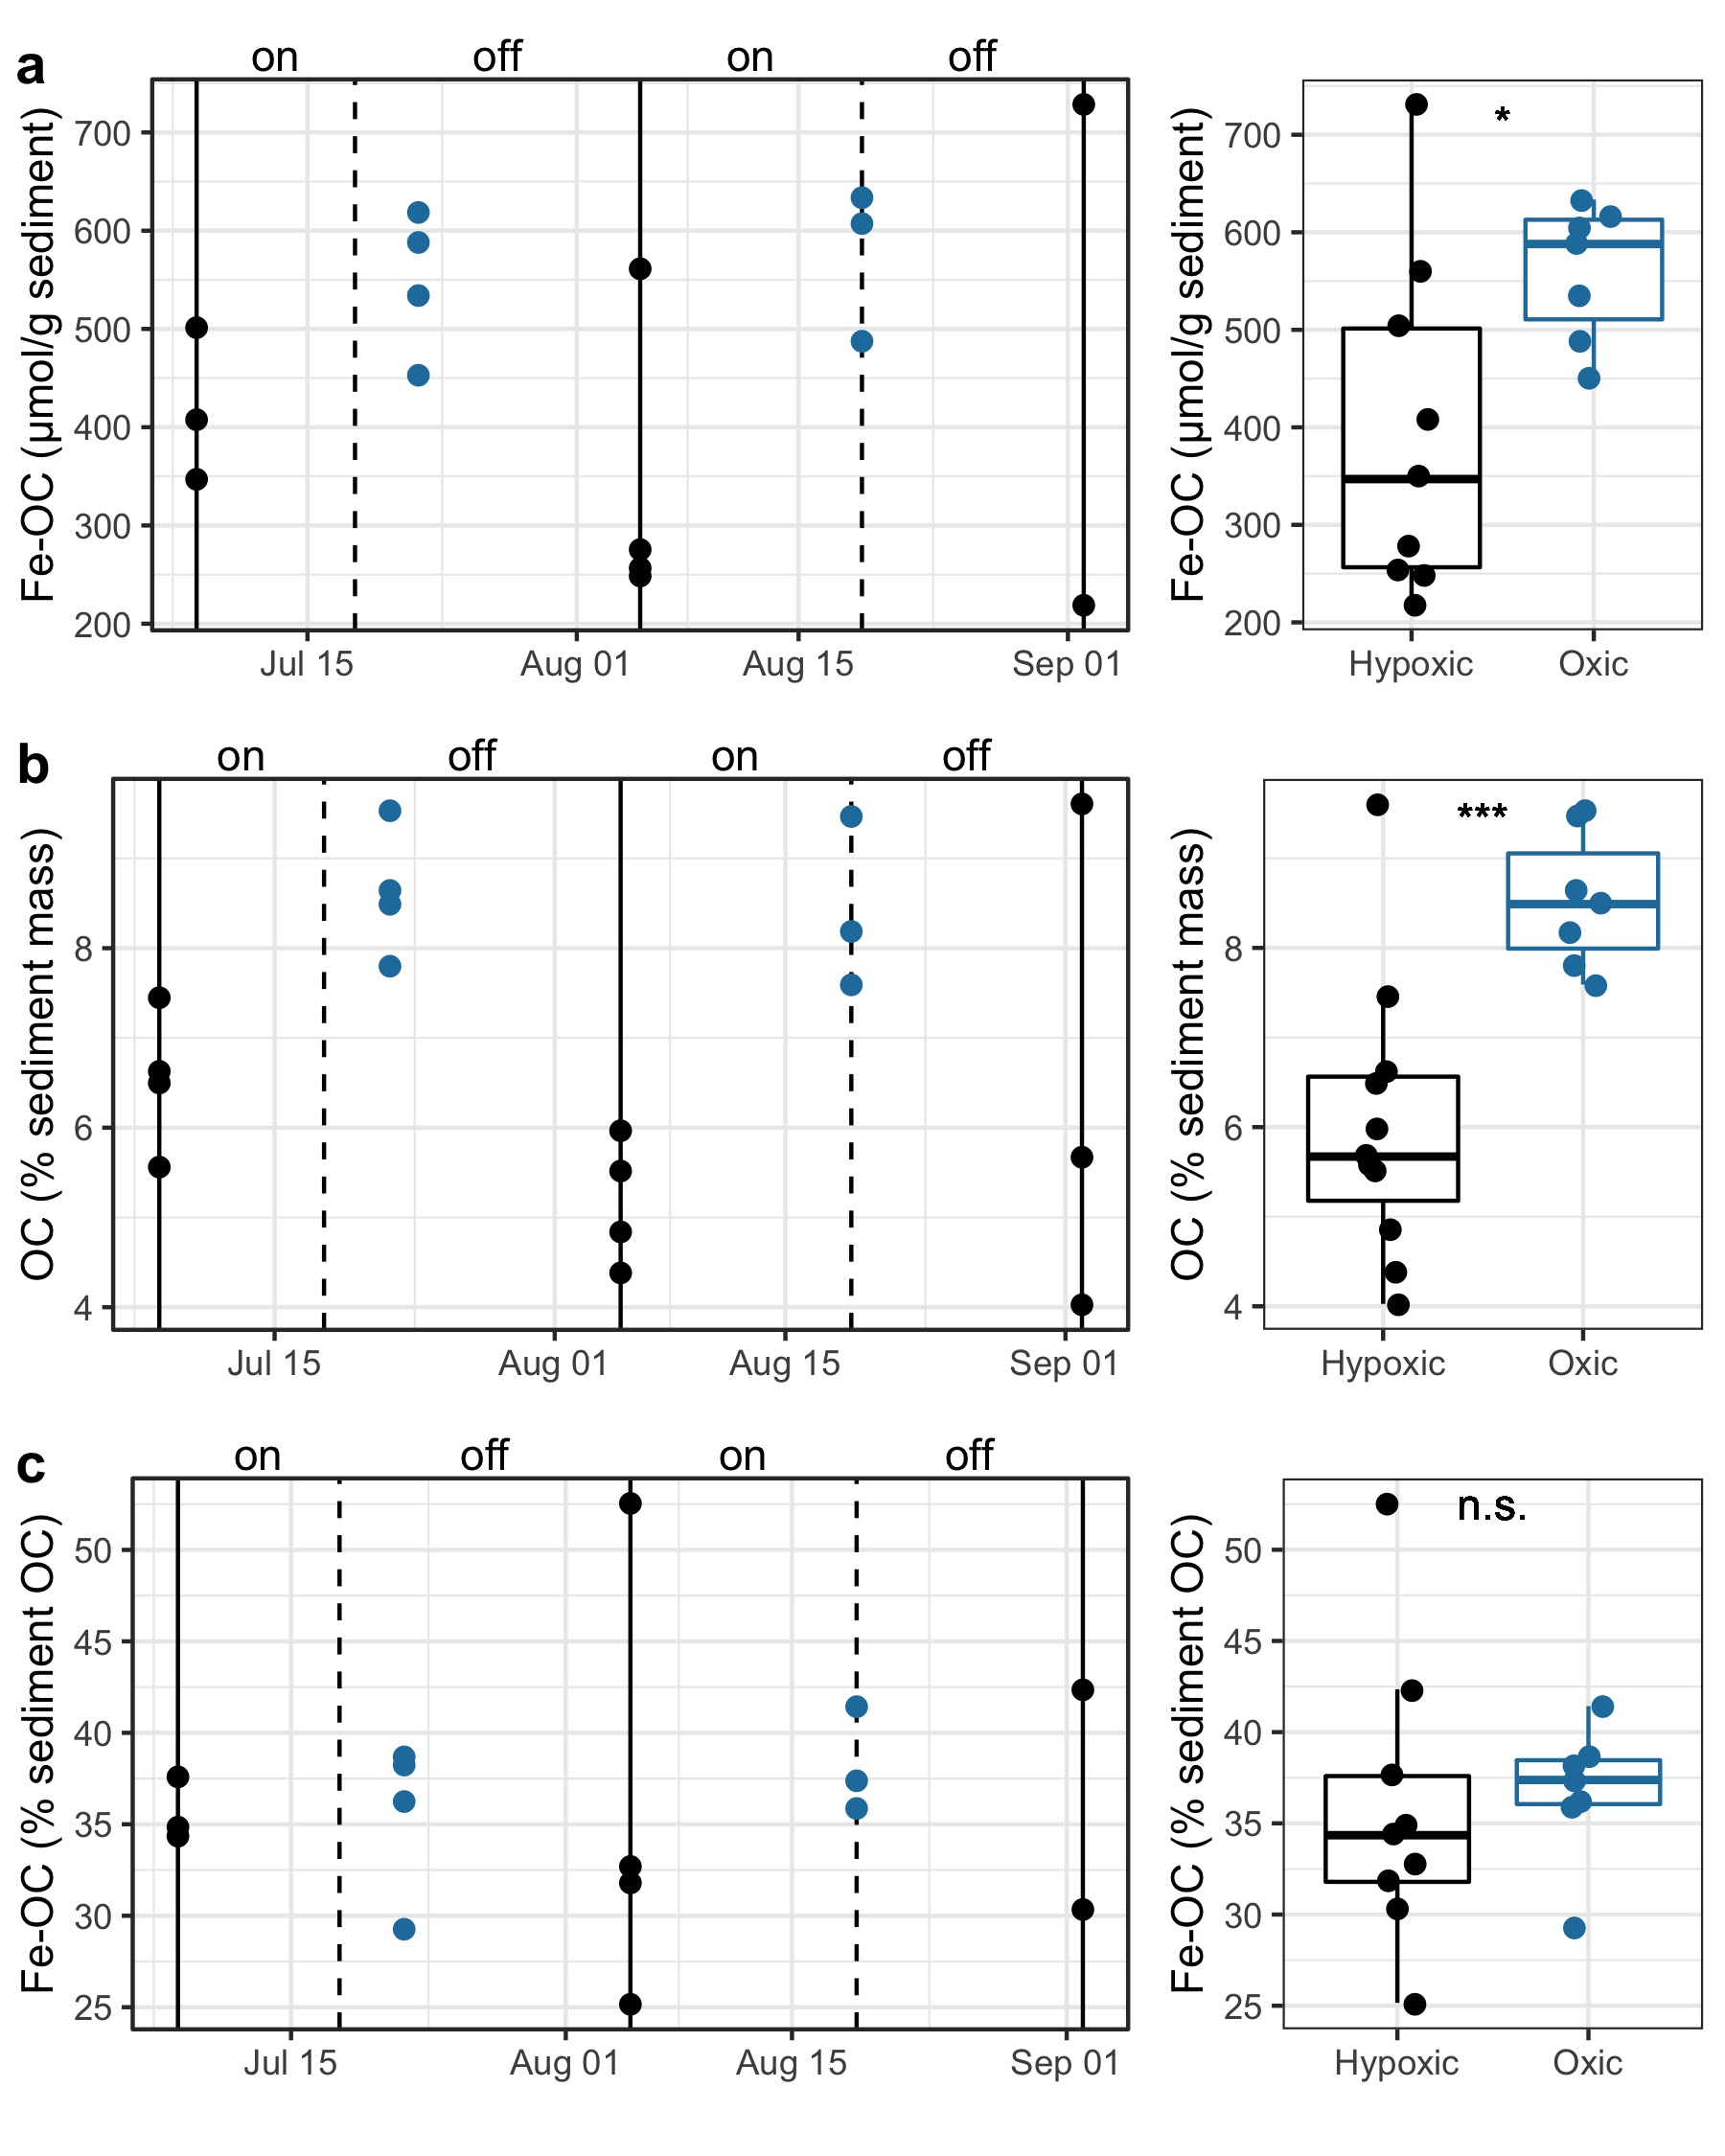 a
on off on off
Fe-OC (µmol/g sediment)
700
600
500
400
300
200
Jul 15 Aug 01 Aug 15 Sep 01
Fe-OC (µmol/g sediment)
700
600
500
400
300
200
*
Hypoxic Oxic
b
on off on off
OC (% sediment mass)
8
6
4
Jul 15 Aug 01 Aug 15 Sep 01
OC (% sediment mass)
8
6
4
***
Hypoxic Oxic
c
on off on off
Fe-OC (% sediment OC)
50
45
40
35
30
25
Jul 15 Aug 01 Aug 15 Sep 01
Fe-OC (% sediment OC)
50
45
40
35
30
25
n.s.
Hypoxic Oxic